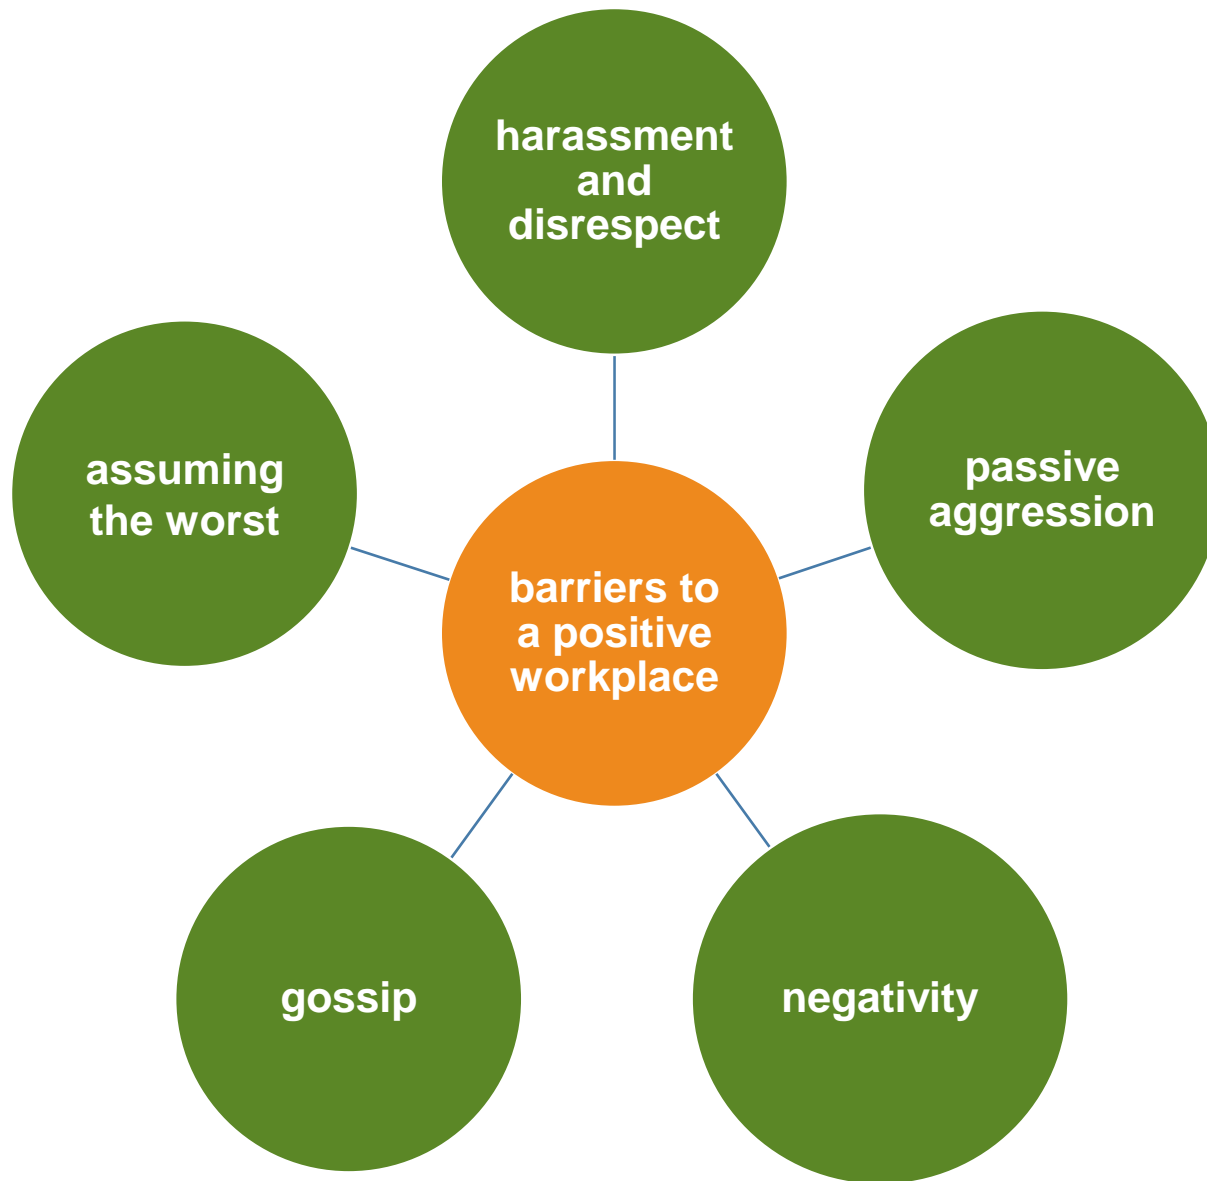 harassment
and
disrespect
passive
aggression
assuming
the worst
barriers to
a positive
workplace
gossip
negativity